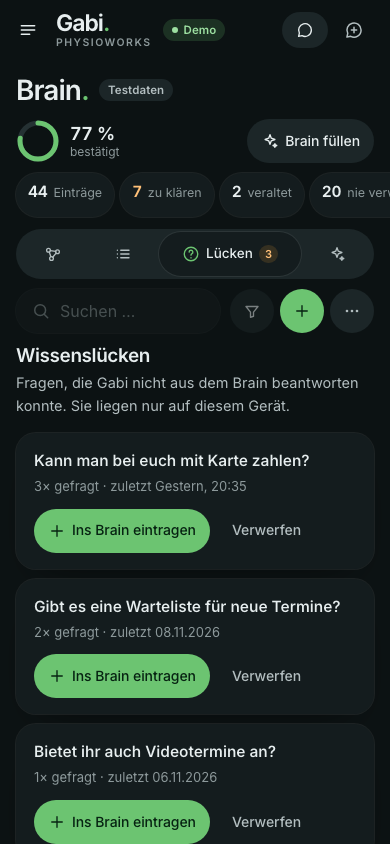 Gabi.
PHYSIOWORKS
Demo
Brain.
Testdaten
77 %
bestätigt
Brain füllen
44 Einträge
7 zu klären
2 veraltet
20 nie
Lücken 3
Suchen ...
Wissenslücken
Fragen, die Gabi nicht aus dem Brain beantworten
konnte. Sie liegen nur auf diesem Gerät.
Kann man bei euch mit Karte zahlen?
3× gefragt · zuletzt Gestern, 20:35
Ins Brain eintragen
Verwerfen
Gibt es eine Warteliste für neue Termine?
2× gefragt · zuletzt 08.11.2026
Ins Brain eintragen
Verwerfen
Bietet ihr auch Videotermine an?
1× gefragt · zuletzt 06.11.2026
Ins Brain eintragen
Verwerfen